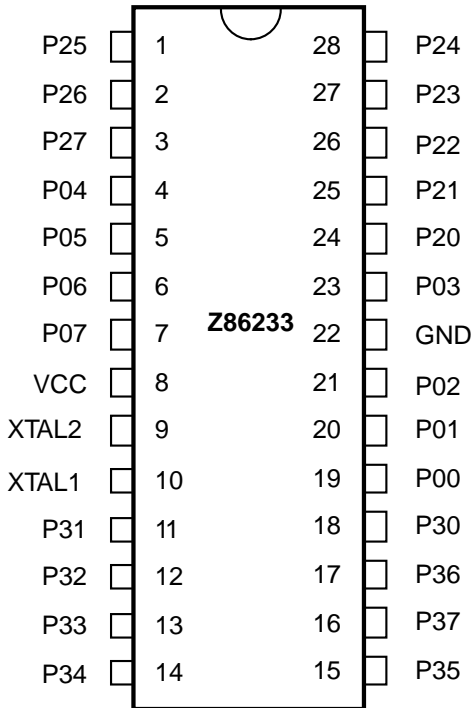 P25 1 28 P24
P26 2 27 P23
P27 3 26 P22
P04 4 25 P21
P05 5 24 P20
P06 6 23 P03
Z86233
P07 7 22 GND
VCC 8 21 P02
XTAL2 9 20 P01
XTAL1 10 19 P00
P31 11 18 P30
P32 12 17 P36
P33 13 16 P37
P34 14 15 P35